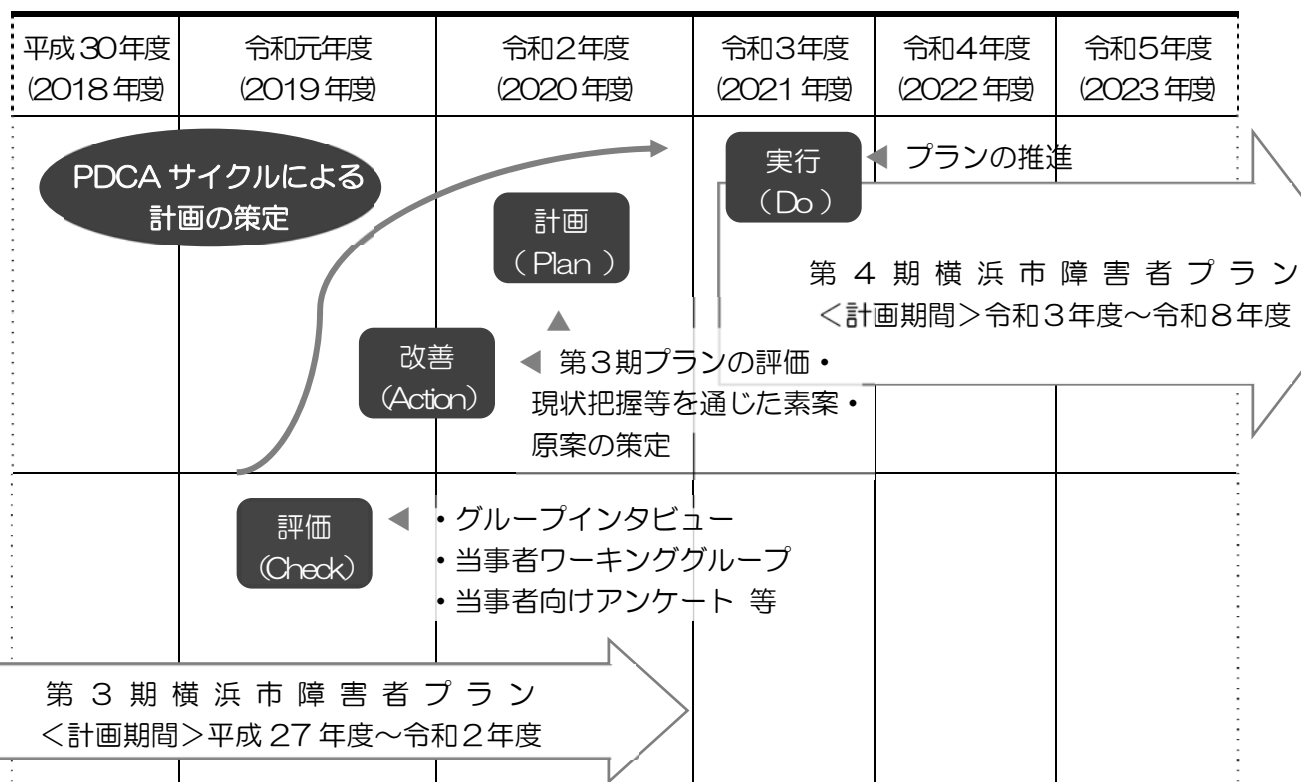 平成30年度
(2018年度)
令和元年度
(2019年度)
令和2年度
(2020年度)
令和3年度
(2021年度)
令和4年度
(2022年度)
令和5年度
(2023年度)
PDCAサイクルによる
計画の策定
実行
(Do)
プランの推進
計画
(Plan)
第4期横浜市障害者プラン
<計画期間>令和3年度～令和8年度
改善
(Action)
第3期プランの評価・
現状把握等を通じた素案・
原案の策定
評価
(Check)
・グループインタビュー
・当事者ワーキンググループ
・当事者向けアンケート 等
第3期横浜市障害者プラン
<計画期間>平成27年度～令和2年度